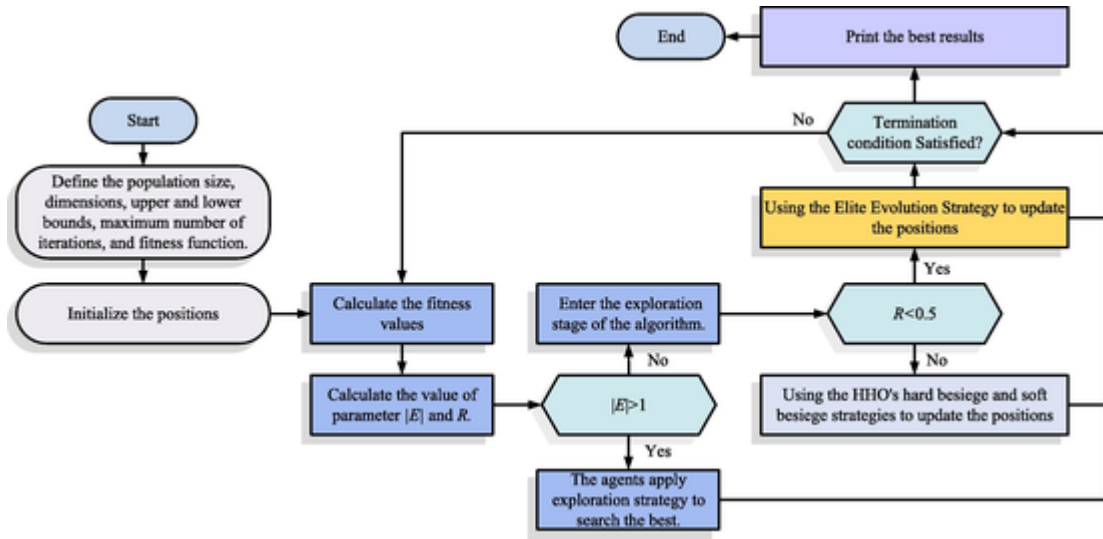 Start
Define the population size,
dimensions, upper and lower
bounds, maximum number of
iterations, and fitness function.
Initialize the positions
Calculate the fitness
values
Calculate the value of
parameter |E| and R.
|E|>1
No
Enter the exploration
stage of the algorithm.
Yes
The agents apply
exploration strategy to
search the best.
R<0.5
Yes
Using the Elite Evolution Strategy to update
the positions
No
Using the HHO's hard besiege and soft
besiege strategies to update the positions
Termination
condition Satisfied?
No
Print the best results
End